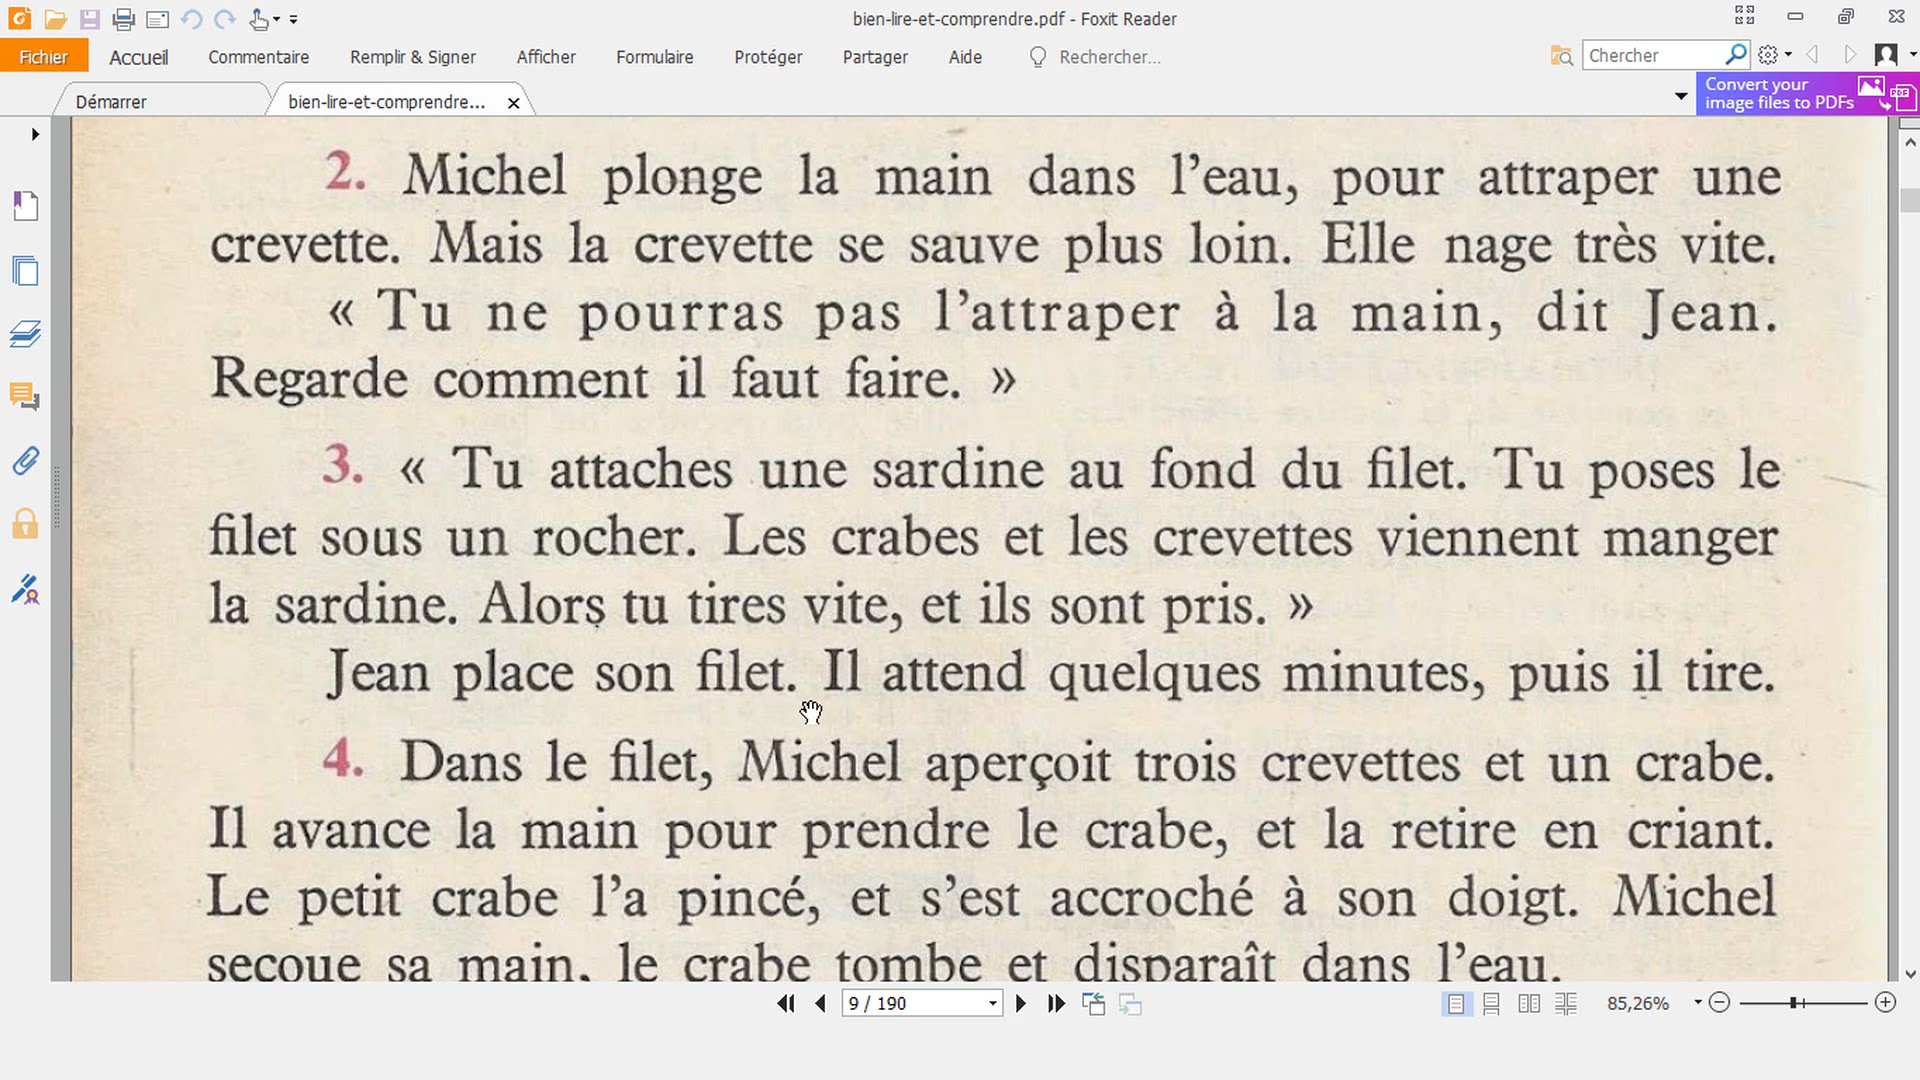 bien-lire-et-comprendre.pdf - Foxit Reader
Fichier Accueil Commentaire Remplir & Signer Afficher Formulaire Protéger Partager Aide Rechercher... Chercher
Démarrer bien-lire-et-comprendre...
Convert your
image files to PDFs
PDF
2. Michel plonge la main dans l'eau, pour attraper une
crevette. Mais la crevette se sauve plus loin. Elle nage très vite.
« Tu ne pourras pas l'attraper à la main, dit Jean.
Regarde comment il faut faire. »
3. « Tu attaches une sardine au fond du filet. Tu poses le
filet sous un rocher. Les crabes et les crevettes viennent manger
la sardine. Alors tu tires vite, et ils sont pris. »
Jean place son filet. Il attend quelques minutes, puis il tire.
4. Dans le filet, Michel aperçoit trois crevettes et un crabe.
Il avance la main pour prendre le crabe, et la retire en criant.
Le petit crabe l'a pincé, et s'est accroché à son doigt. Michel
secoue sa main, le crabe tombe et disparaît dans l'eau.
9 / 190
85,26%